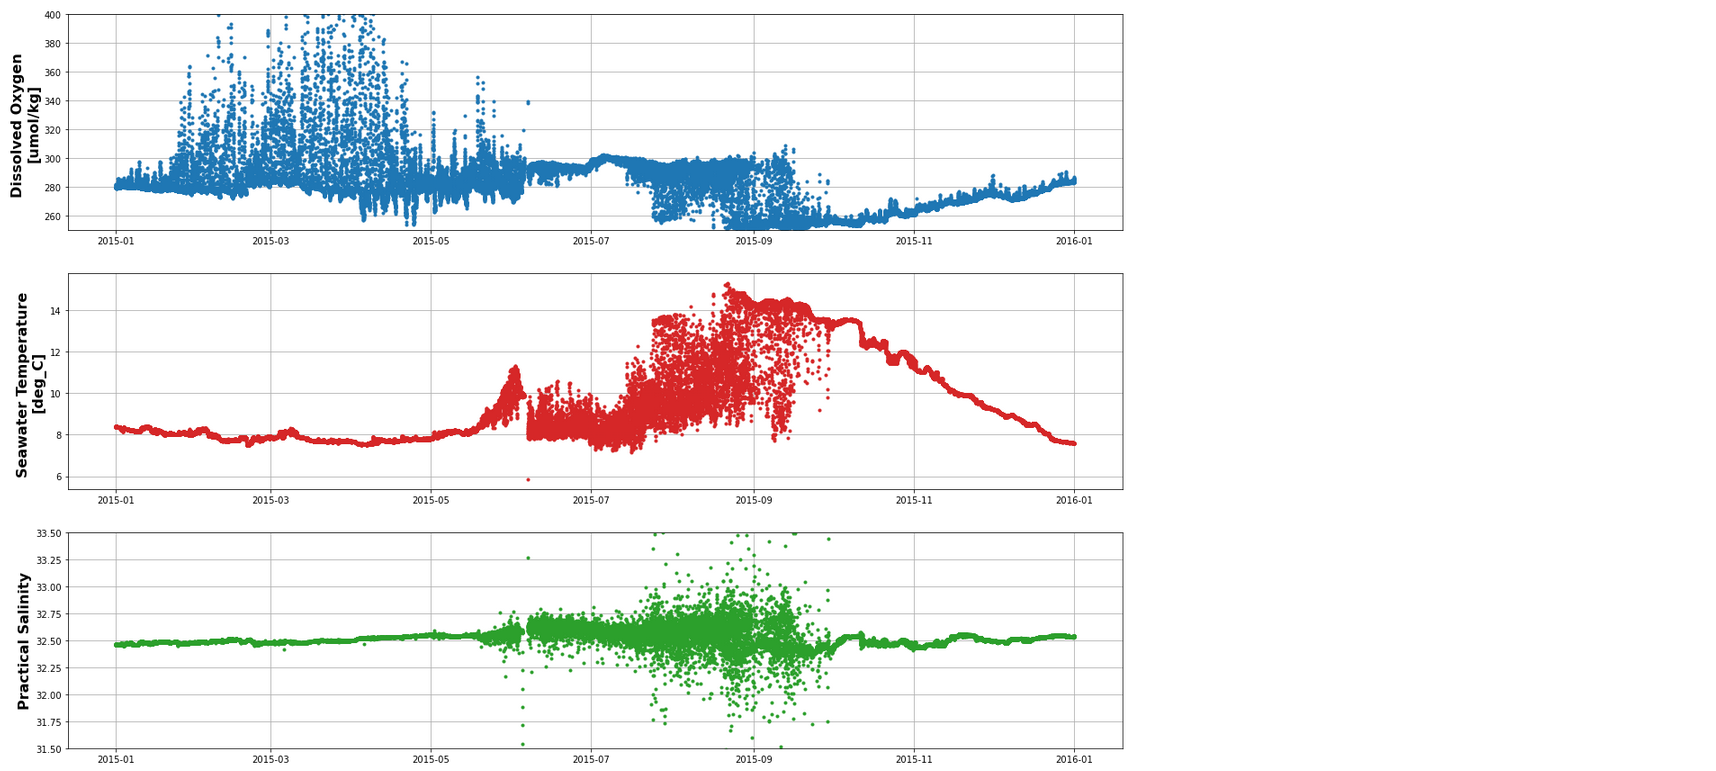 400
380
360
340
320
300
280
260
Dissolved Oxygen
[umol/kg]
2015-01 2015-03 2015-05 2015-07 2015-09 2015-11 2016-01
14
12
10
8
6
Seawater Temperature
[deg_C]
2015-01 2015-03 2015-05 2015-07 2015-09 2015-11 2016-01
33.50
33.25
33.00
32.75
32.50
32.25
32.00
31.75
31.50
Practical Salinity
2015-01 2015-03 2015-05 2015-07 2015-09 2015-11 2016-01